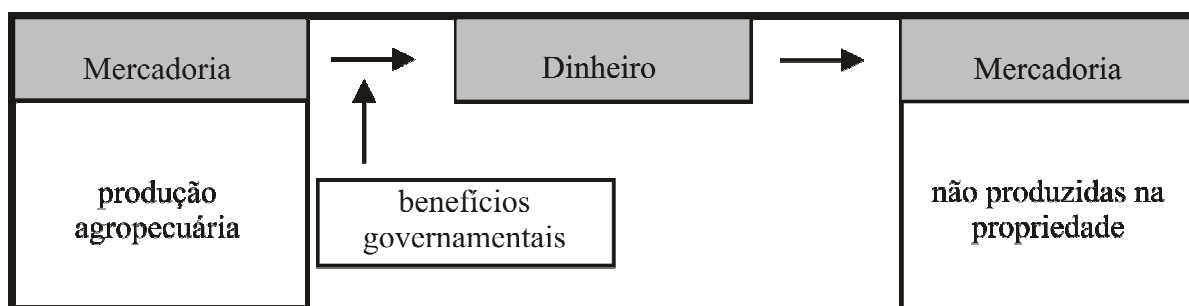 Mercadoria
Dinheiro
Mercadoria
produção
agropecuária
benefícios
governamentais
não produzidas na
propriedade